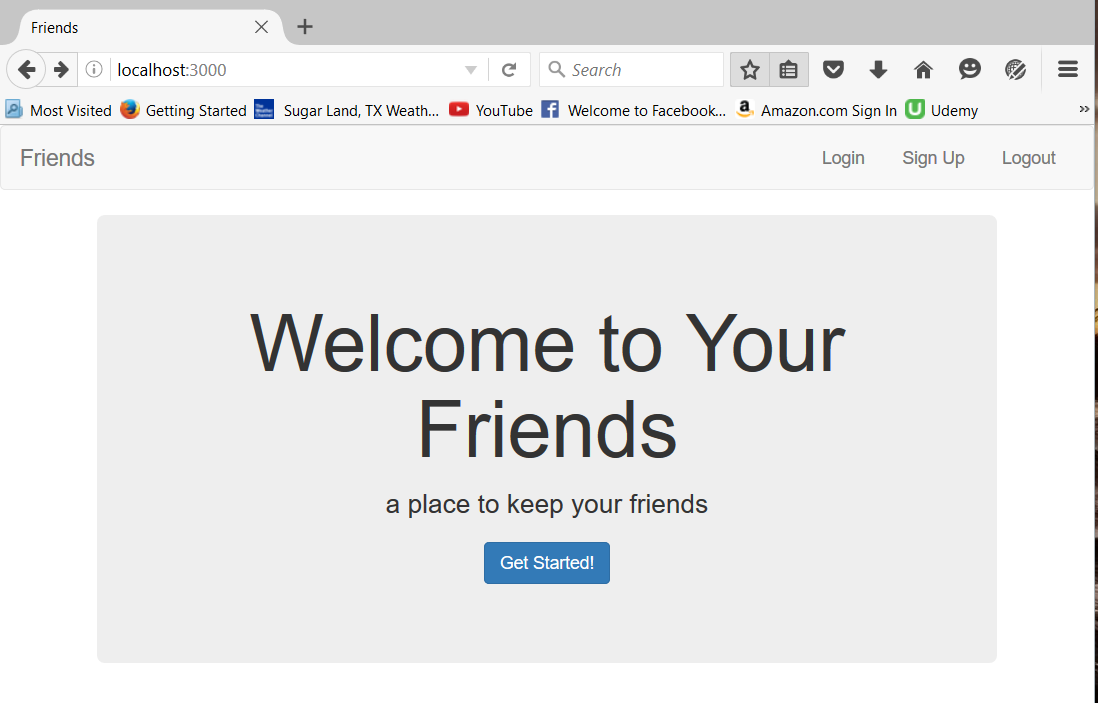 Friends
localhost:3000
Search
Most Visited Getting Started Sugar Land, TX Weath... YouTube Welcome to Facebook... Amazon.com Sign In Udemy
Friends Login Sign Up Logout
Welcome to Your
Friends
a place to keep your friends
Get Started!